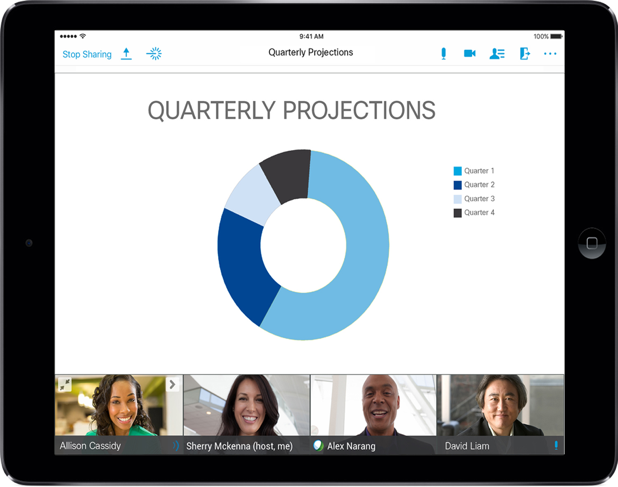 9:41 AM
100%
Stop Sharing
Quarterly Projections
QUARTERLY PROJECTIONS
Quarter 1
Quarter 2
Quarter 3
Quarter 4
Allison Cassidy
Sherry Mckenna (host, me)
Alex Narang
David Liam